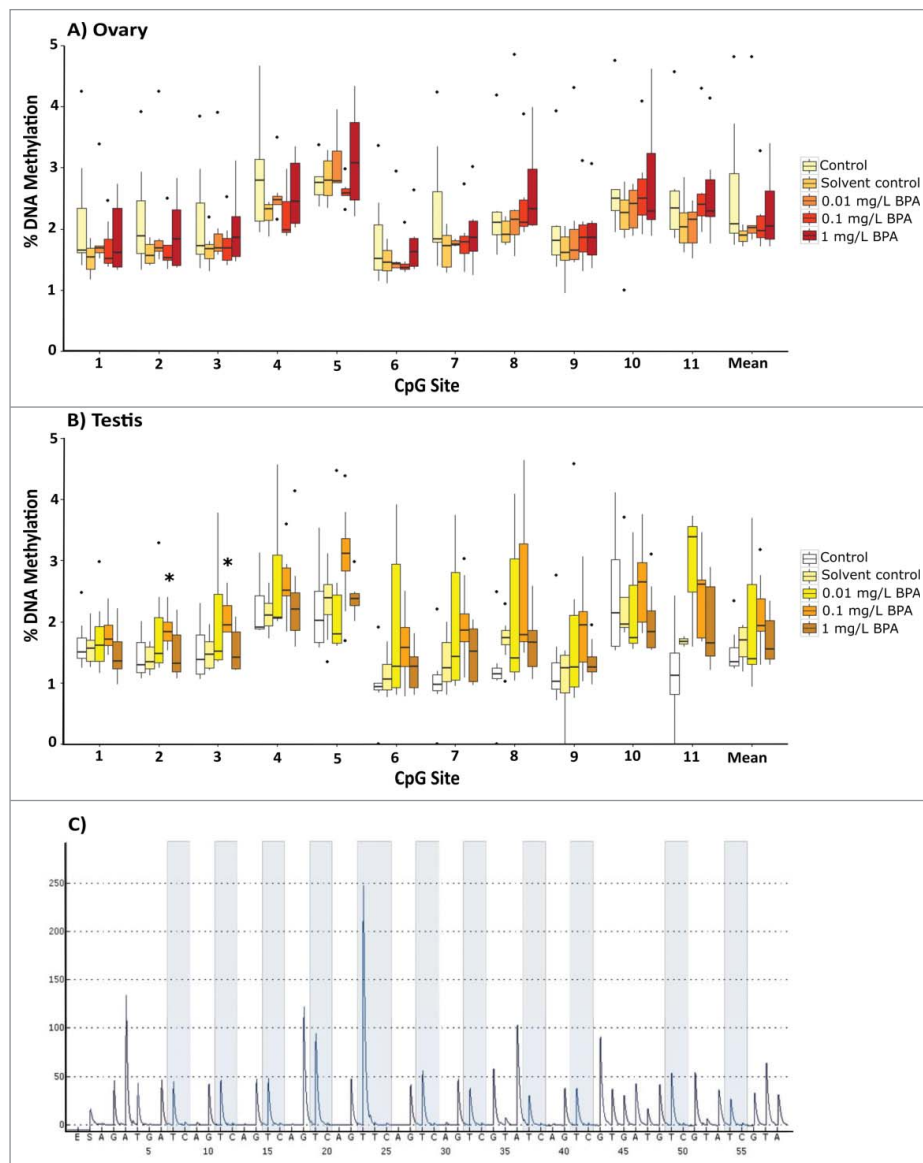 A) Ovary
% DNA Methylation
5
4
3
2
1
0
1 2 3 4 5 6 7 8 9 10 11 Mean
CpG Site
Control
Solvent control
0.01 mg/L BPA
0.1 mg/L BPA
1 mg/L BPA
B) Testis
% DNA Methylation
5
4
3
2
1
0
* *
1 2 3 4 5 6 7 8 9 10 11 Mean
CpG Site
Control
Solvent control
0.01 mg/L BPA
0.1 mg/L BPA
1 mg/L BPA
C)
250
200
150
100
50
0
E S A G A T G A T C A G T C A G T C A G T C A G T T C A G T C A G T C G T A T C A G T C G T G A T G T C G T A T C G T A
5 10 15 20 25 30 35 40 45 50 55